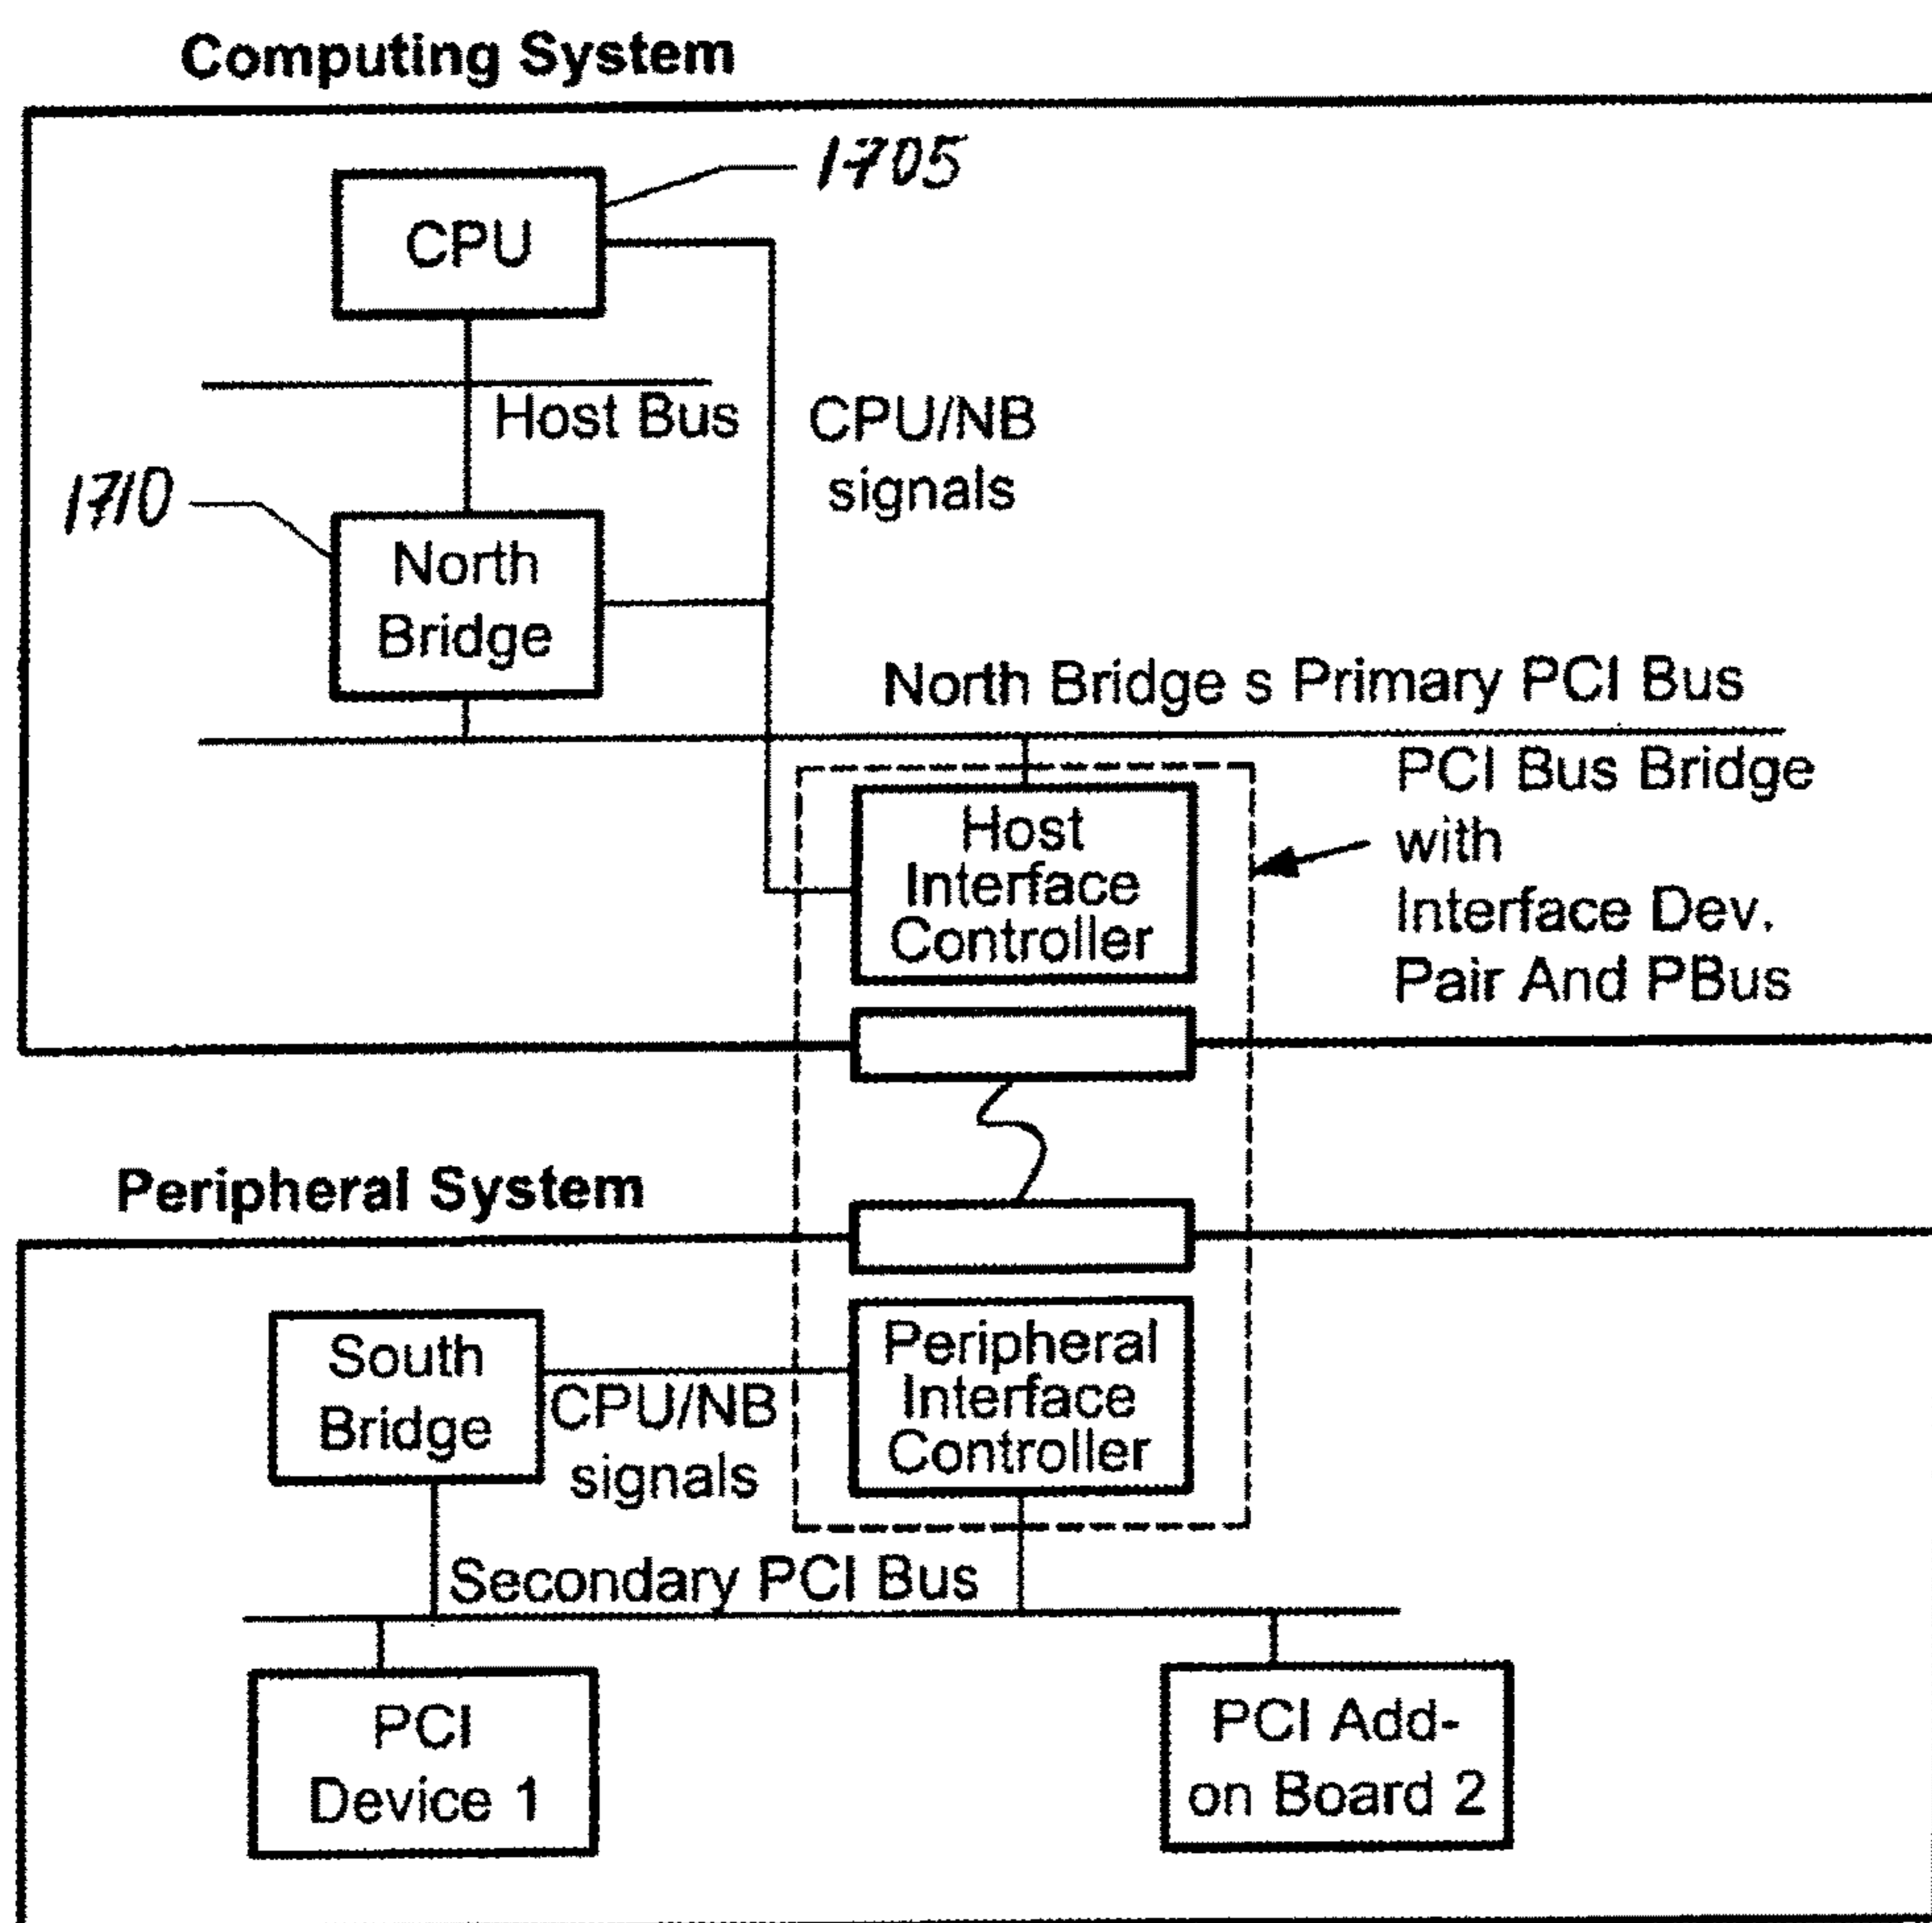 Computing System
1705
CPU
Host Bus
CPU/NB
signals
1710
North
Bridge
North Bridge s Primary PCI Bus
PCI Bus Bridge
with
Interface Dev.
Pair And PBus
Host
Interface
Controller
Peripheral System
South
Bridge
CPU/NB
signals
Peripheral
Interface
Controller
Secondary PCI Bus
PCI
Device 1
PCI Add-
on Board 2